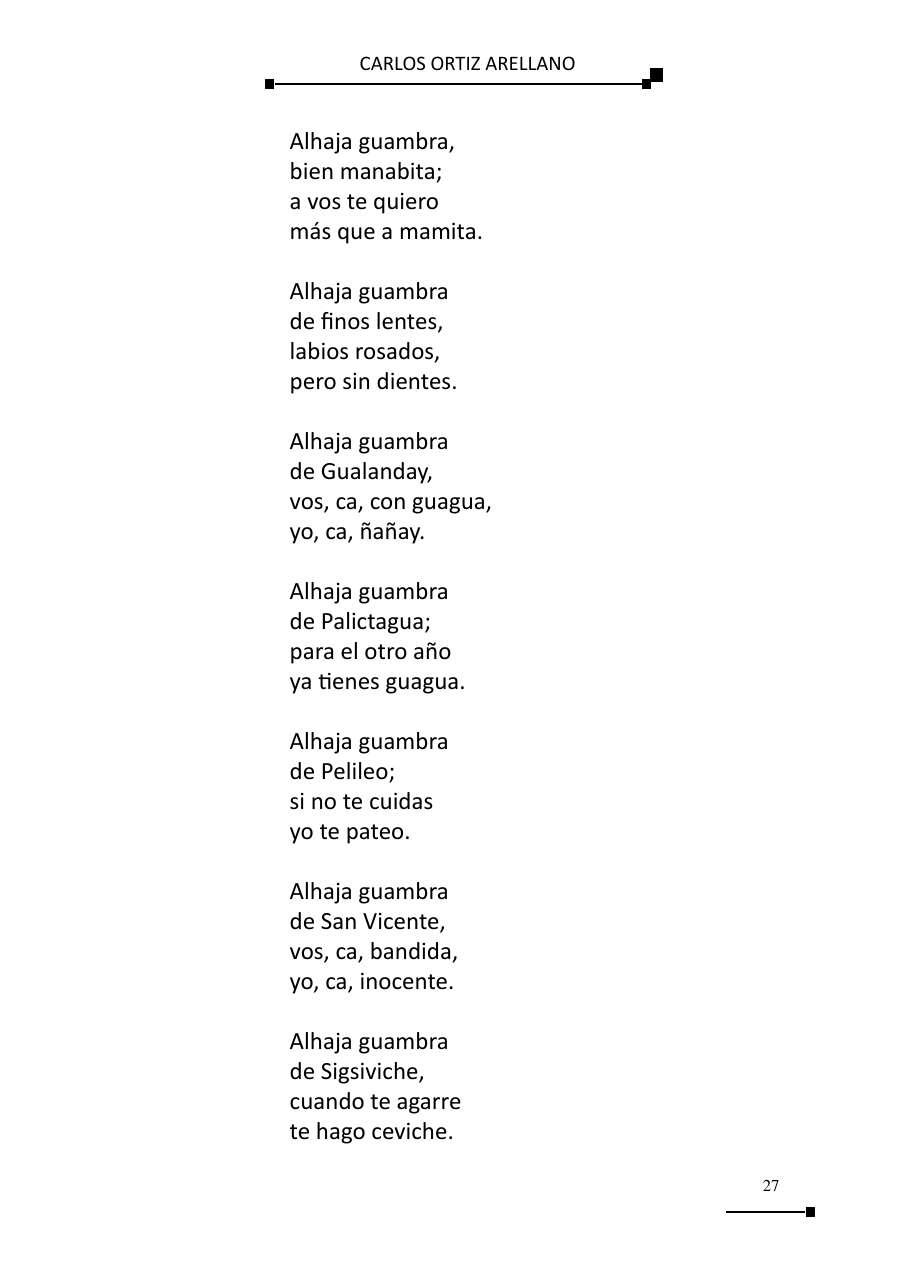 CARLOS ORTIZ ARELLANO
Alhaja guambra,
bien manabita;
a vos te quiero
más que a mamita.
Alhaja guambra
de finos lentes,
labios rosados,
pero sin dientes.
Alhaja guambra
de Gualanday,
vos, ca, con guagua,
yo, ca, ñañay.
Alhaja guambra
de Palictagua;
para el otro año
ya tienes guagua.
Alhaja guambra
de Pelileo;
si no te cuidas
yo te pateo.
Alhaja guambra
de San Vicente,
vos, ca, bandida,
yo, ca, inocente.
Alhaja guambra
de Sigsiviche,
cuando te agarre
te hago ceviche.
27